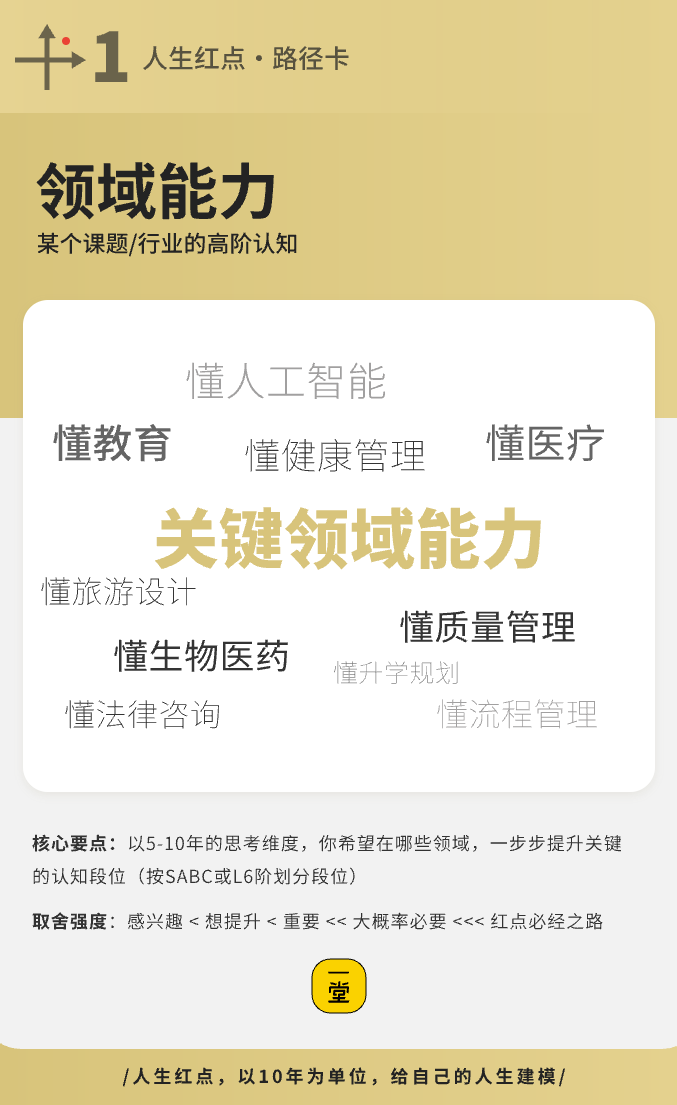 1 人生红点·路径卡
领域能力
某个课题/行业的高阶认知
懂人工智能
懂教育
懂健康管理
懂医疗
关键领域能力
懂旅游设计
懂质量管理
懂生物医药
懂升学规划
懂法律咨询
懂流程管理
核心要点：以5-10年的思考维度，你希望在哪些领域，一步步提升关键
的认知段位（按SABC或L6阶划分段位）
取舍强度：感兴趣 < 想提升 < 重要 << 大概率必要 <<< 红点必经之路
一堂
/人生红点，以10年为单位，给自己的人生建模/